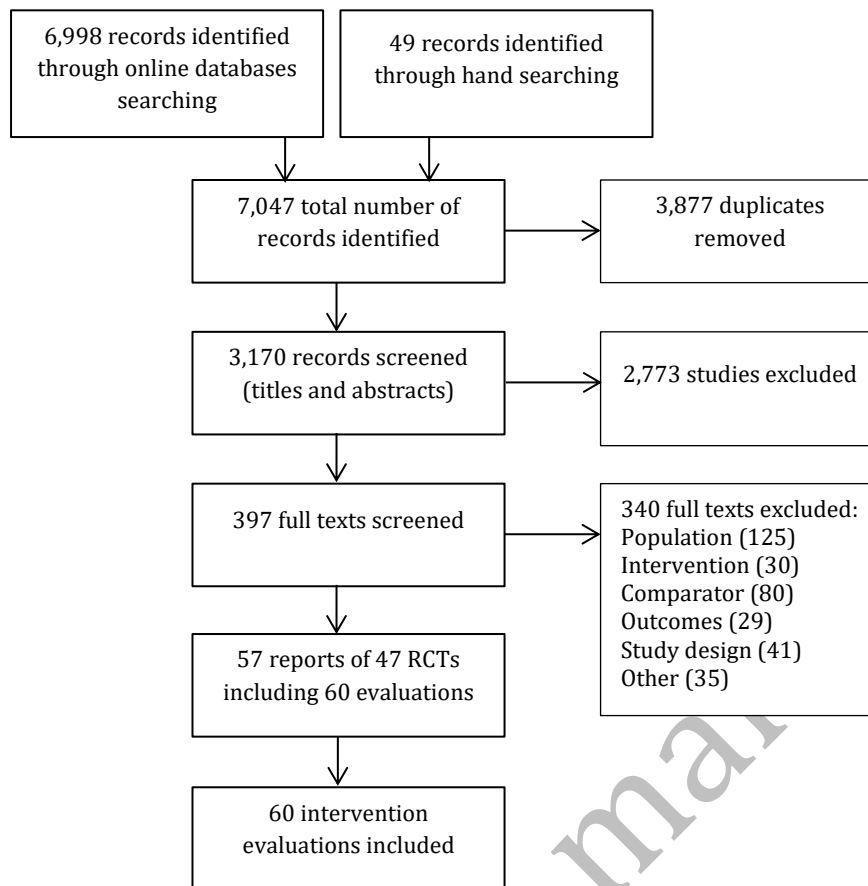 6,998 records identified
through online databases
searching
49 records identified
through hand searching
7,047 total number of
records identified
3,877 duplicates
removed
3,170 records screened
(titles and abstracts)
2,773 studies excluded
397 full texts screened
340 full texts excluded:
Population (125)
Intervention (30)
Comparator (80)
Outcomes (29)
Study design (41)
Other (35)
57 reports of 47 RCTs
including 60 evaluations
60 intervention
evaluations included